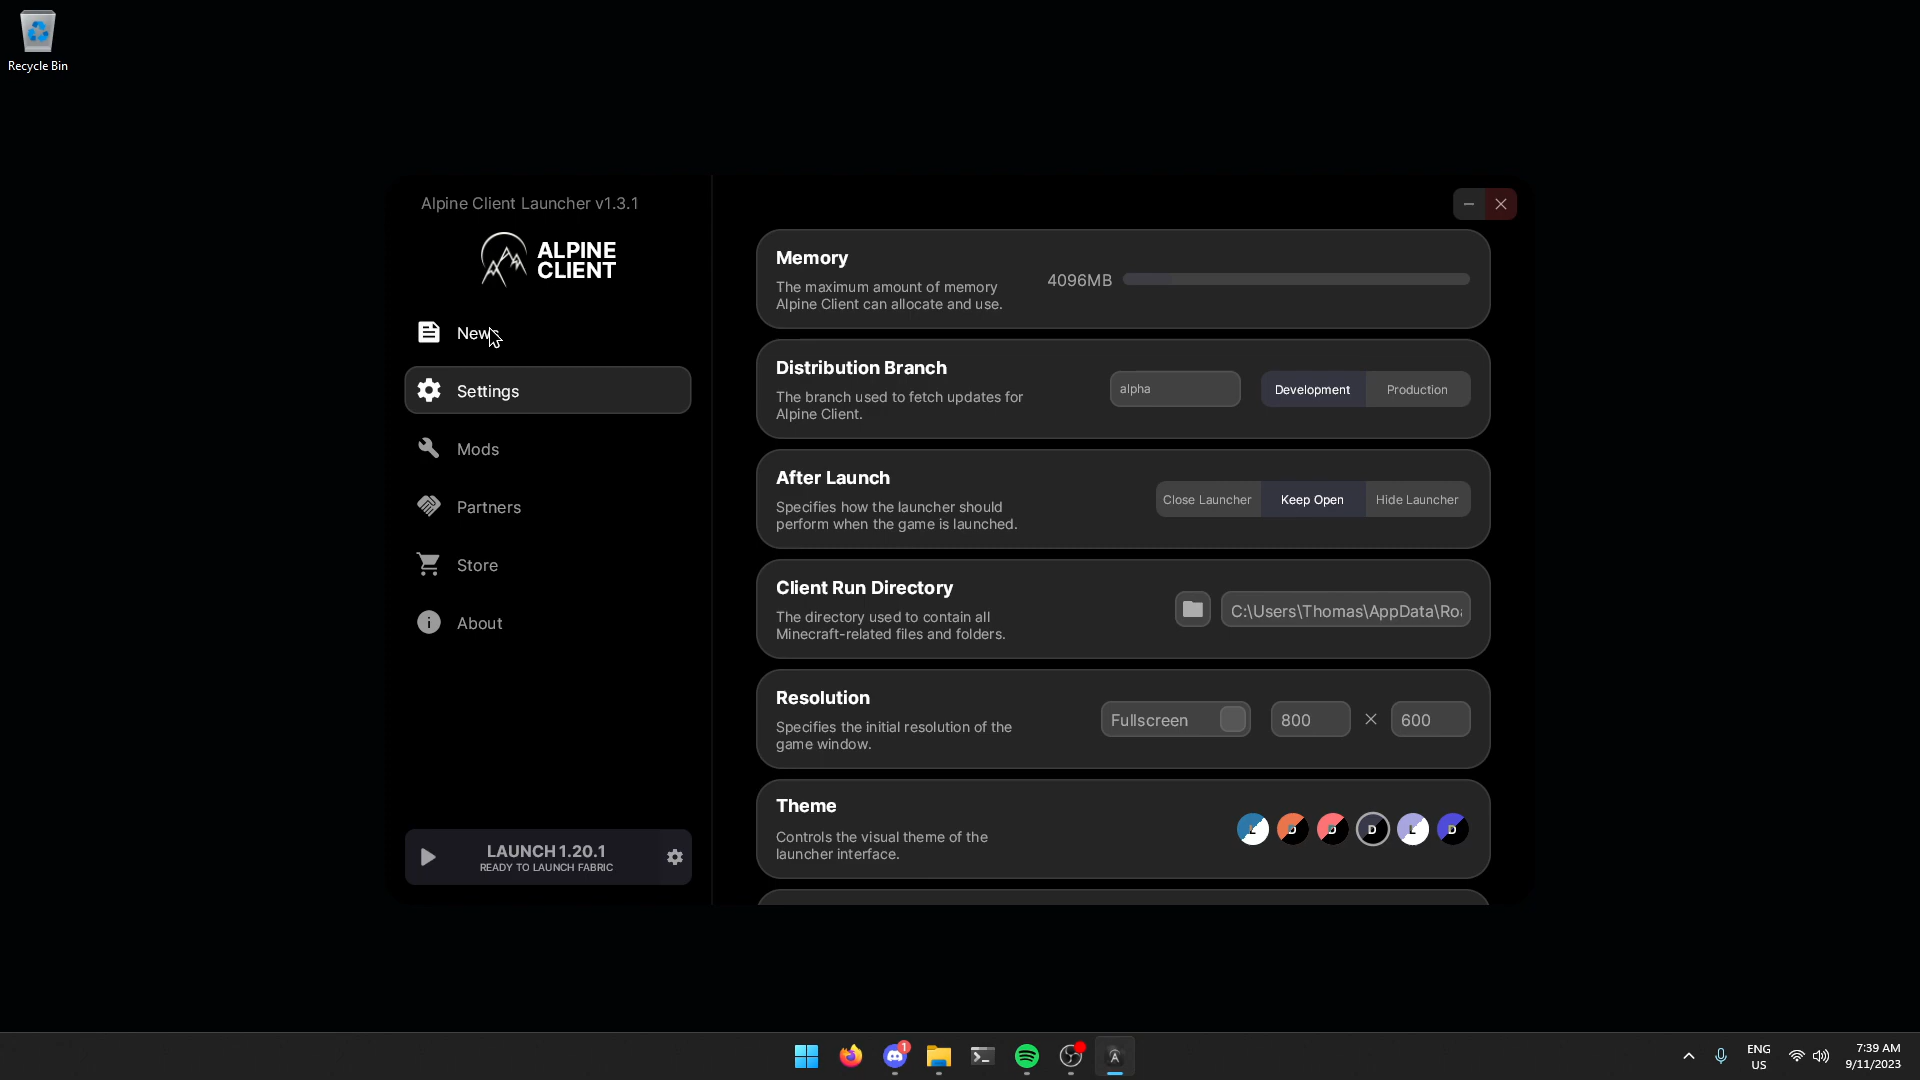 Recycle Bin
Alpine Client Launcher v1.3.1
ALPINE
CLIENT
News
Settings
Mods
Partners
Store
About
LAUNCH 1.20.1
READY TO LAUNCH FABRIC
Memory
The maximum amount of memory
Alpine Client can allocate and use.
4096MB
Distribution Branch
The branch used to fetch updates for
Alpine Client.
alpha
Development
Production
After Launch
Specifies how the launcher should
perform when the game is launched.
Close Launcher
Keep Open
Hide Launcher
Client Run Directory
The directory used to contain all
Minecraft-related files and folders.
C:\Users\Thomas\AppData\Roa
Resolution
Specifies the initial resolution of the
game window.
Fullscreen
800
600
Theme
Controls the visual theme of the
launcher interface.
L
D
D
D
L
D
1
A
ENG
US
7:39 AM
9/11/2023